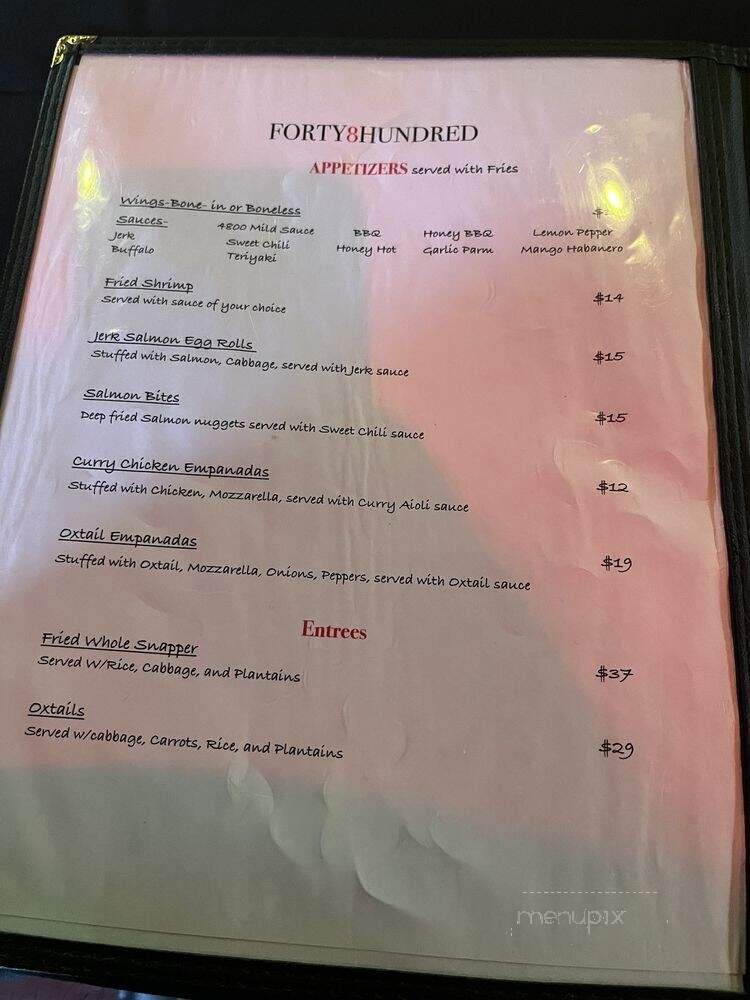 FORTY8HUNDRED
APPETIZERS served with Fries
Wings-Bone- in or Boneless $
Sauces- 4800 Mild Sauce BBQ Honey BBQ Lemon Pepper
Jerk Sweet Chili Honey Hot Garlic Parm Mango Habanero
Buffalo Teriyaki
Fried Shrimp
Served with sauce of your choice $14
Jerk Salmon Egg Rolls
Stuffed with Salmon, Cabbage, served with Jerk sauce $15
Salmon Bites
Deep fried Salmon nuggets served with Sweet Chili sauce $15
Curry Chicken Empanadas
Stuffed with Chicken, Mozzarella, served with Curry Aioli sauce $12
Oxtail Empanadas
Stuffed with Oxtail, Mozzarella, Onions, Peppers, served with Oxtail sauce $19
Entrees
Fried Whole Snapper
Served W/Rice, Cabbage, and Plantains $37
Oxtails
Served w/cabbage, Carrots, Rice, and Plantains $29
menupix